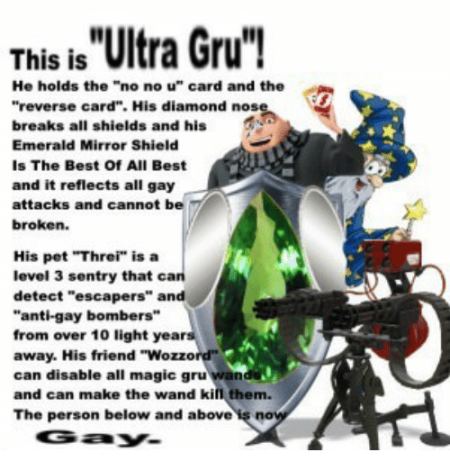 This is "Ultra Gru"!
He holds the "no no u" card and the
"reverse card". His diamond nose
breaks all shields and his
Emerald Mirror Shield
Is The Best Of All Best
and it reflects all gay
attacks and cannot be
broken.
His pet "Threi" is a
level 3 sentry that can
detect "escapers" and
"anti-gay bombers"
from over 10 light years
away. His friend "Wozzord"
can disable all magic gru wands
and can make the wand kill them.
The person below and above is now
Gay.